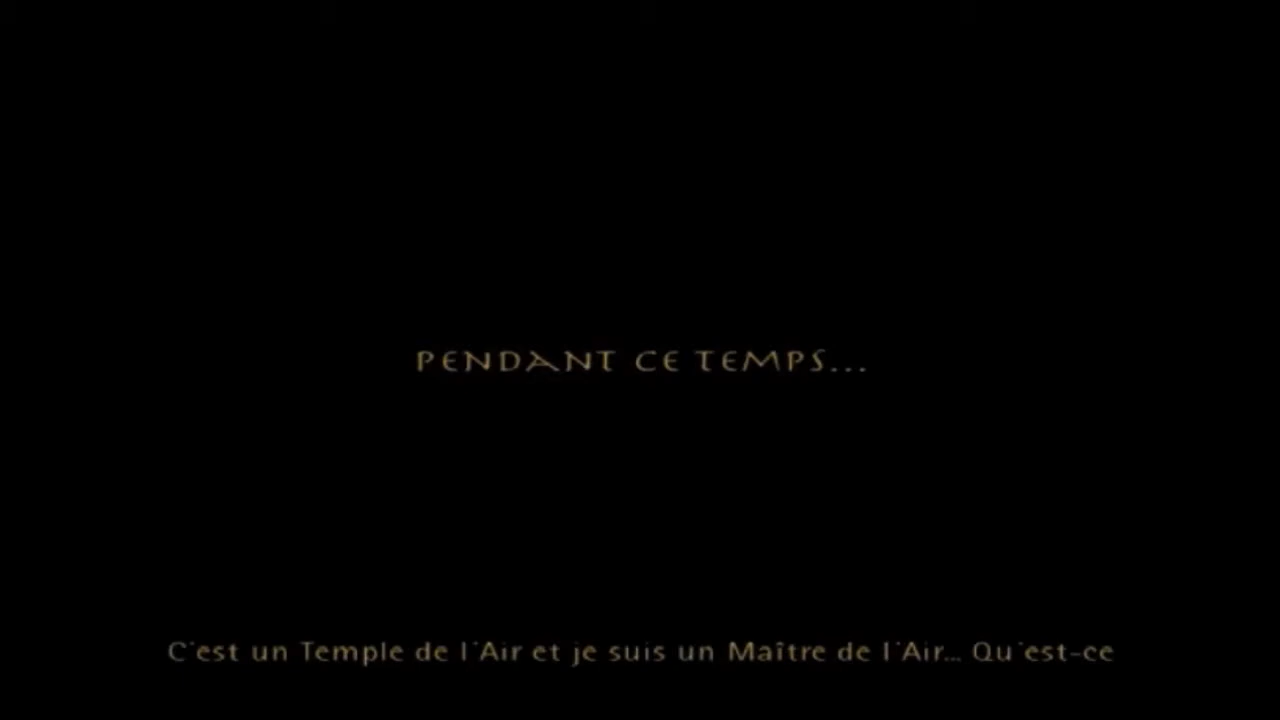 PENDANT CE TEMPS...
C'est un Temple de l'Air et je suis un Maître de l'Air... Qu'est-ce